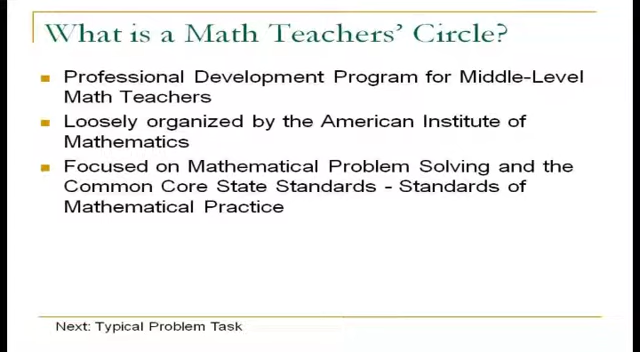 What is a Math Teachers' Circle?
Professional Development Program for Middle-Level
Math Teachers
Loosely organized by the American Institute of
Mathematics
Focused on Mathematical Problem Solving and the
Common Core State Standards - Standards of
Mathematical Practice
Next: Typical Problem Task